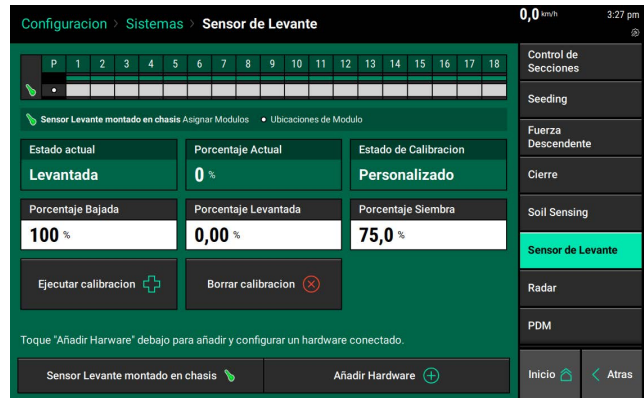 Configuracion > Sistemas > Sensor de Levante
0,0 km/h 3:27 pm
P 1 2 3 4 5 6 7 8 9 10 11 12 13 14 15 16 17 18
Sensor Levante montado en chasis Asignar Modulos • Ubicaciones de Modulo
Estado actual
Levantada
Porcentaje Actual
0 %
Estado de Calibracion
Personalizado
Porcentaje Bajada
100 %
Porcentaje Levantada
0,00 %
Porcentaje Siembra
75,0 %
Ejecutar calibracion
Borrar calibracion
Toque "Añadir Harware" debajo para añadir y configurar un hardware conectado.
Sensor Levante montado en chasis
Añadir Hardware
Control de
Secciones
Seeding
Fuerza
Descendente
Cierre
Soil Sensing
Sensor de Levante
Radar
PDM
Inicio
< Atras